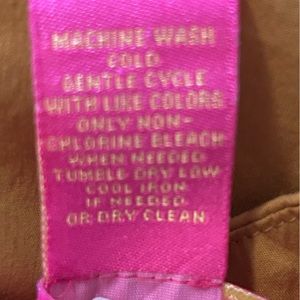 MACHINE WASH
COLD
GENTLE CYCLE
WITH LIKE COLORS
ONLY NON-
CHLORINE BLEACH
WHEN NEEDED
TUMBLE DRY LOW
COOL IRON
IF NEEDED
OR DRY CLEAN